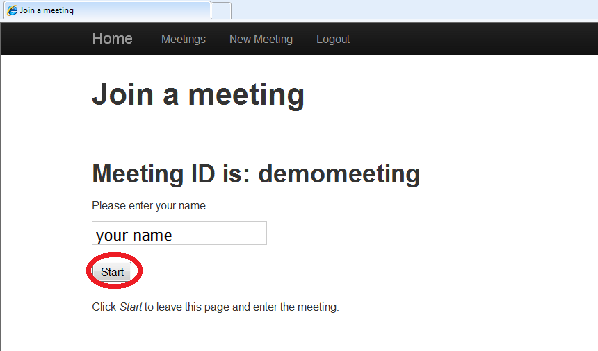 Join a meeting
Home Meetings New Meeting Logout
Join a meeting
Meeting ID is: demomeeting
Please enter your name
your name
Start
Click Start to leave this page and enter the meeting.